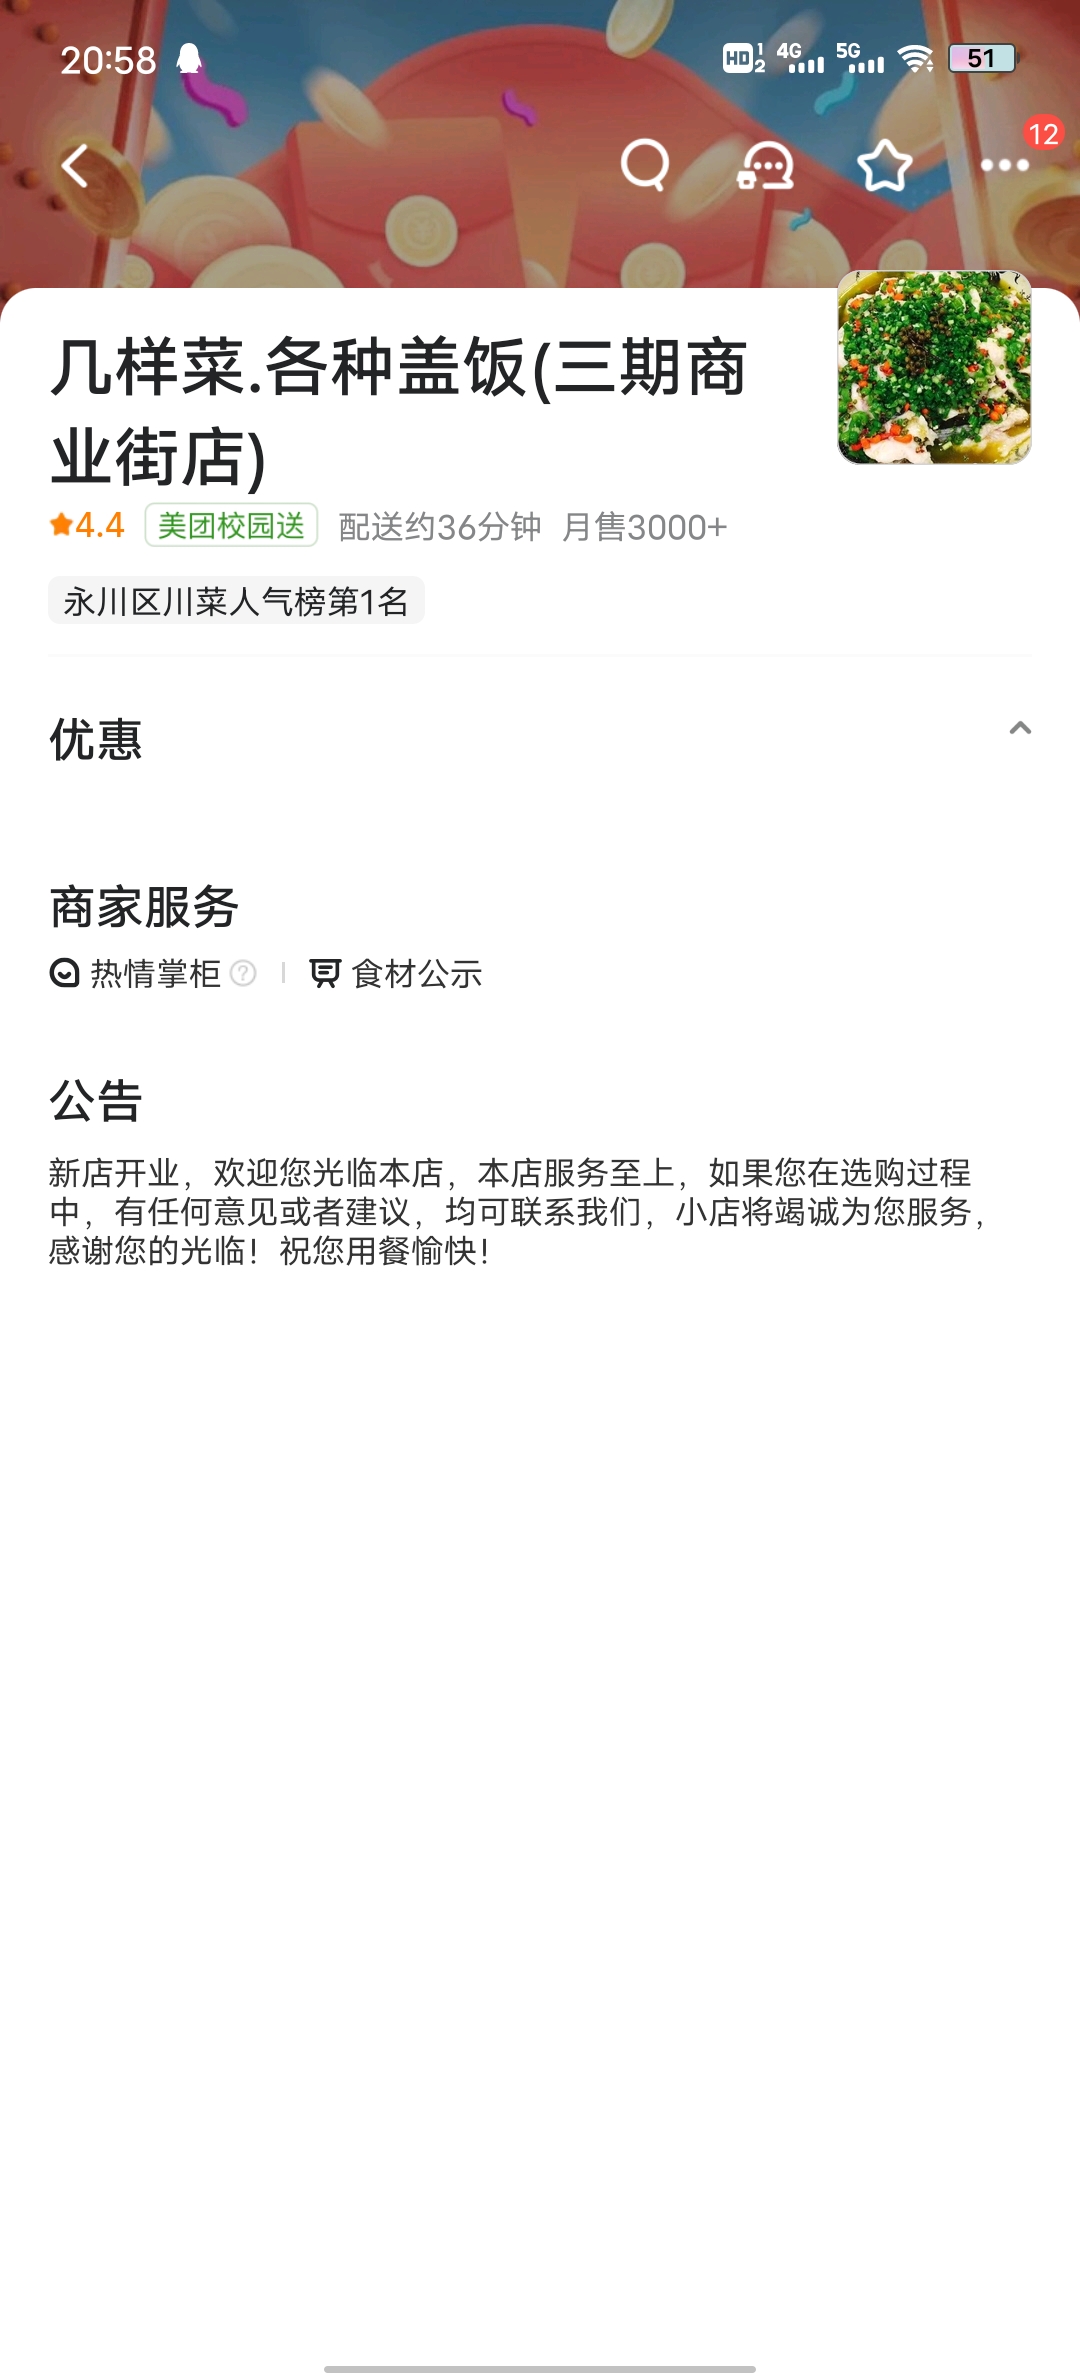 20:58 HD 1 2 4G 5G 51
12
几样菜.各种盖饭(三期商
业街店)
4.4 美团校园送 配送约36分钟 月售3000+
永川区川菜人气榜第1名
优惠
商家服务
热情掌柜 ? 食材公示
公告
新店开业，欢迎您光临本店，本店服务至上，如果您在选购过程
中，有任何意见或者建议，均可联系我们，小店将竭诚为您服务，
感谢您的光临！祝您用餐愉快！